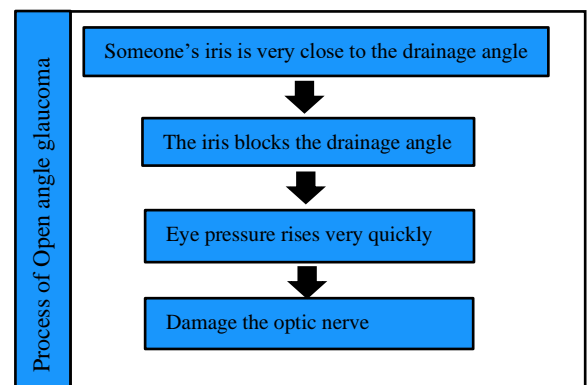 Process of Open angle glaucoma
Someone's iris is very close to the drainage angle
The iris blocks the drainage angle
Eye pressure rises very quickly
Damage the optic nerve